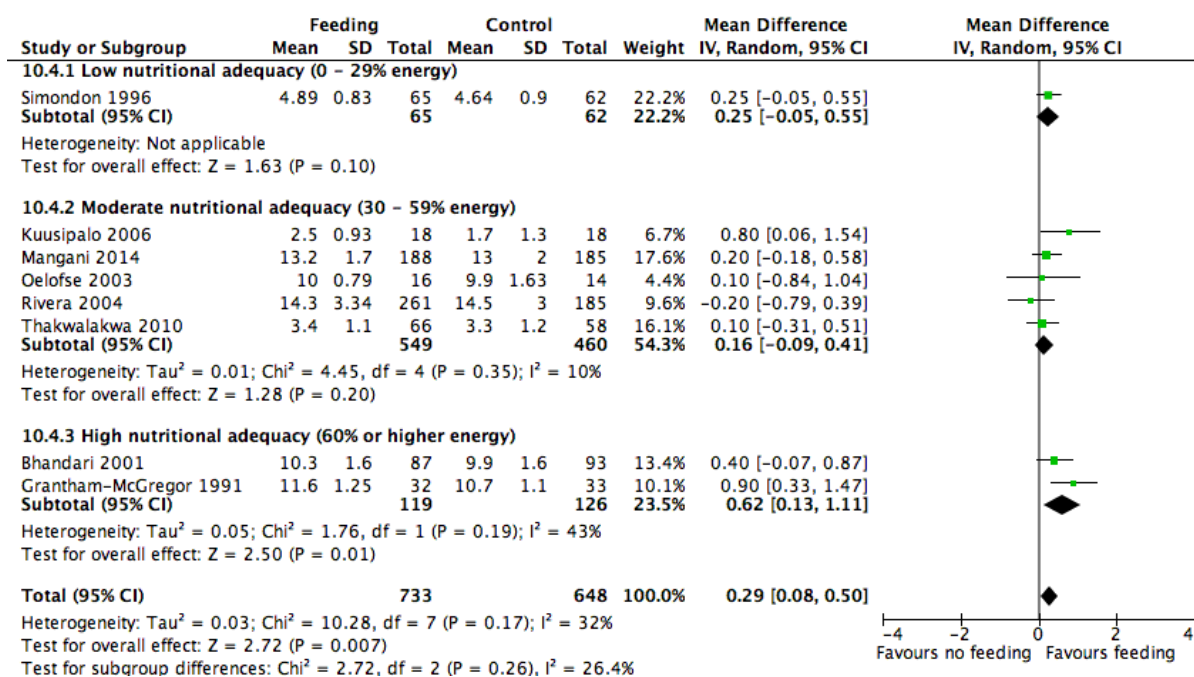 Feeding Control Mean Difference Mean Difference
Study or Subgroup Mean SD Total Mean SD Total Weight IV, Random, 95% CI IV, Random, 95% CI
10.4.1 Low nutritional adequacy (0 – 29% energy)
Simondon 1996 4.89 0.83 65 4.64 0.9 62 22.2% 0.25 [−0.05, 0.55]
Subtotal (95% CI) 65 62 22.2% 0.25 [−0.05, 0.55]
Heterogeneity: Not applicable
Test for overall effect: Z = 1.63 (P = 0.10)
10.4.2 Moderate nutritional adequacy (30 – 59% energy)
Kuusipalo 2006 2.5 0.93 18 1.7 1.3 18 6.7% 0.80 [0.06, 1.54]
Mangani 2014 13.2 1.7 188 13 2 185 17.6% 0.20 [−0.18, 0.58]
Oelofse 2003 10 0.79 16 9.9 1.63 14 4.4% 0.10 [−0.84, 1.04]
Rivera 2004 14.3 3.34 261 14.5 3 185 9.6% −0.20 [−0.79, 0.39]
Thakwalakwa 2010 3.4 1.1 66 3.3 1.2 58 16.1% 0.10 [−0.31, 0.51]
Subtotal (95% CI) 549 460 54.3% 0.16 [−0.09, 0.41]
Heterogeneity: Tau² = 0.01; Chi² = 4.45, df = 4 (P = 0.35); I² = 10%
Test for overall effect: Z = 1.28 (P = 0.20)
10.4.3 High nutritional adequacy (60% or higher energy)
Bhandari 2001 10.3 1.6 87 9.9 1.6 93 13.4% 0.40 [−0.07, 0.87]
Grantham−McGregor 1991 11.6 1.25 32 10.7 1.1 33 10.1% 0.90 [0.33, 1.47]
Subtotal (95% CI) 119 126 23.5% 0.62 [0.13, 1.11]
Heterogeneity: Tau² = 0.05; Chi² = 1.76, df = 1 (P = 0.19); I² = 43%
Test for overall effect: Z = 2.50 (P = 0.01)
Total (95% CI) 733 648 100.0% 0.29 [0.08, 0.50]
Heterogeneity: Tau² = 0.03; Chi² = 10.28, df = 7 (P = 0.17); I² = 32%
Test for overall effect: Z = 2.72 (P = 0.007)
Test for subgroup differences: Chi² = 2.72, df = 2 (P = 0.26), I² = 26.4%
−4 −2 0 2 4
Favours no feeding Favours feeding